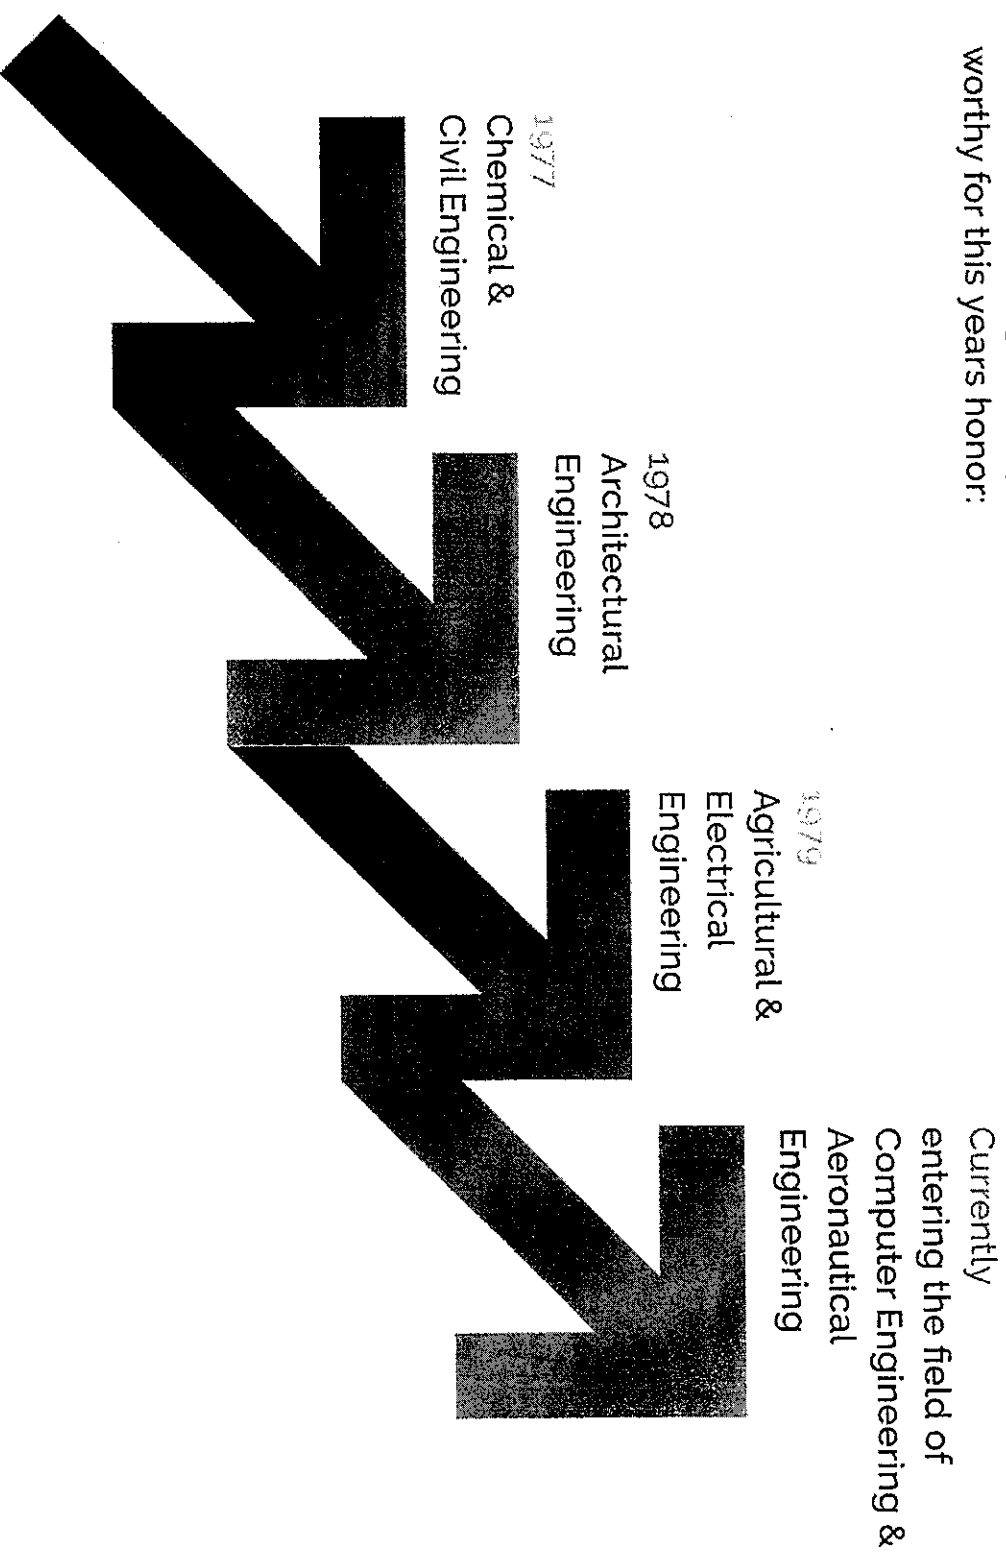 worthy for this years honor:
1977
Chemical &
Civil Engineering
1978
Architectural
Engineering
1979
Agricultural &
Electrical
Engineering
Currently
entering the field of
Computer Engineering &
Aeronautical
Engineering